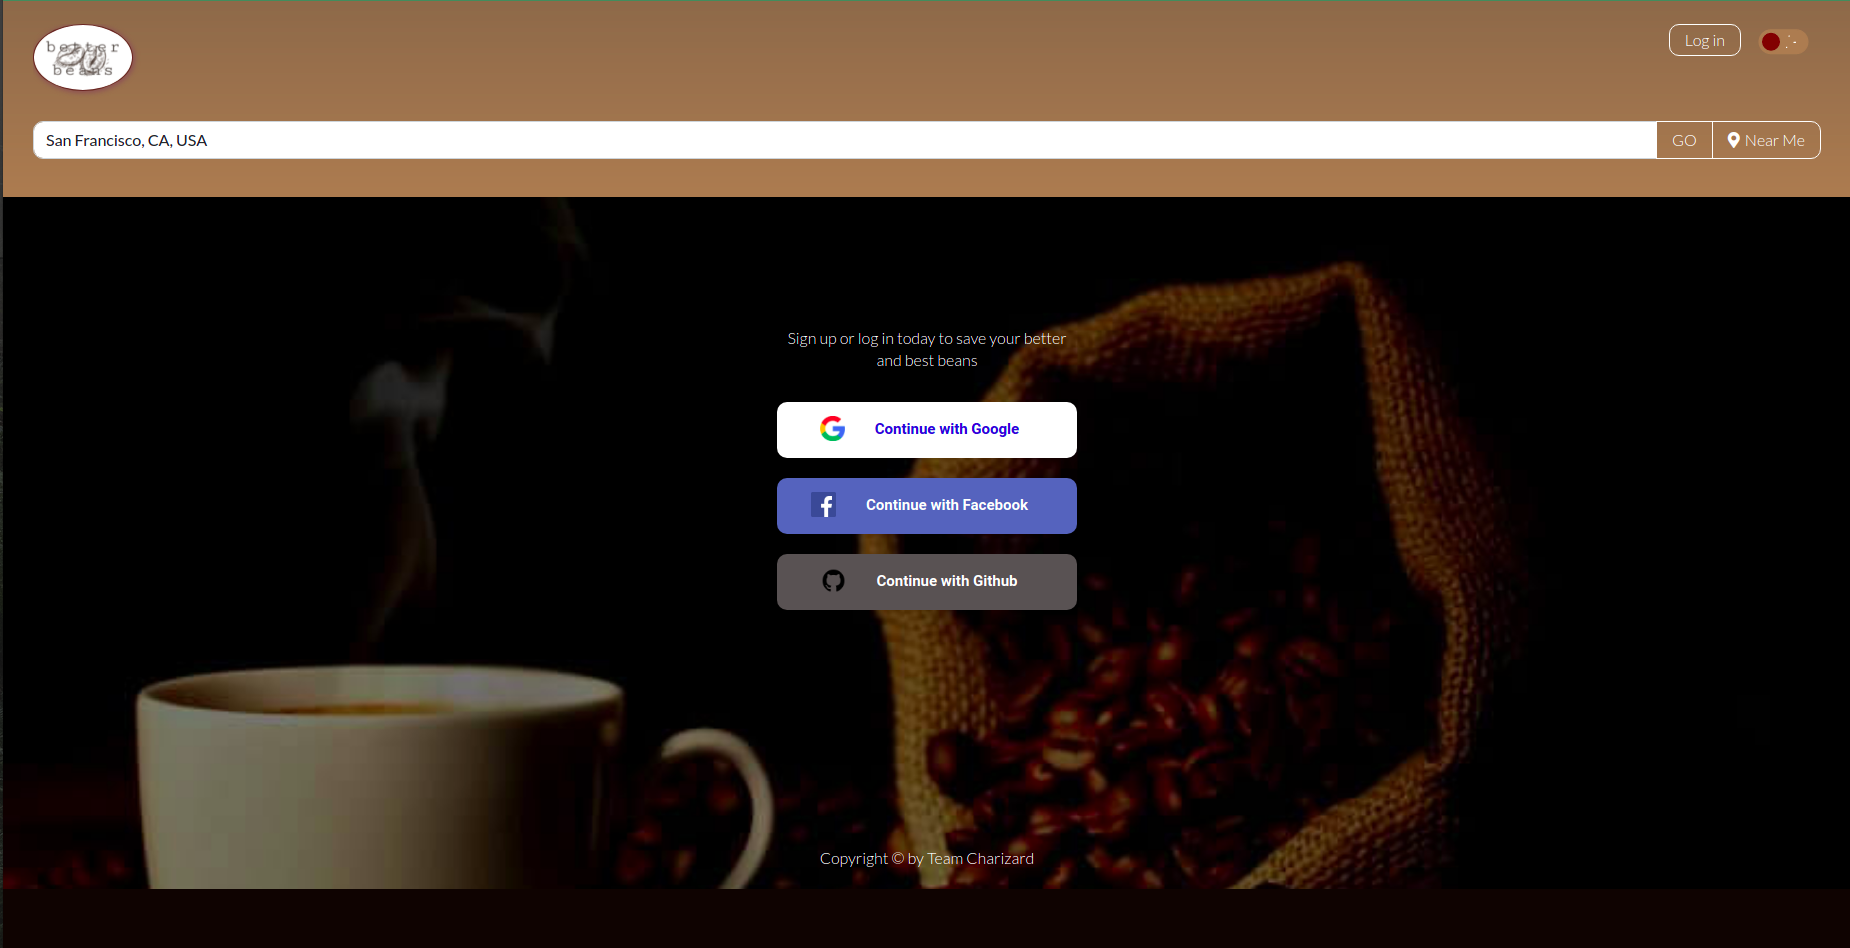 better
beans
Log in
San Francisco, CA, USA
GO
Near Me
Sign up or log in today to save your better
and best beans
Continue with Google
Continue with Facebook
Continue with Github
Copyright © by Team Charizard